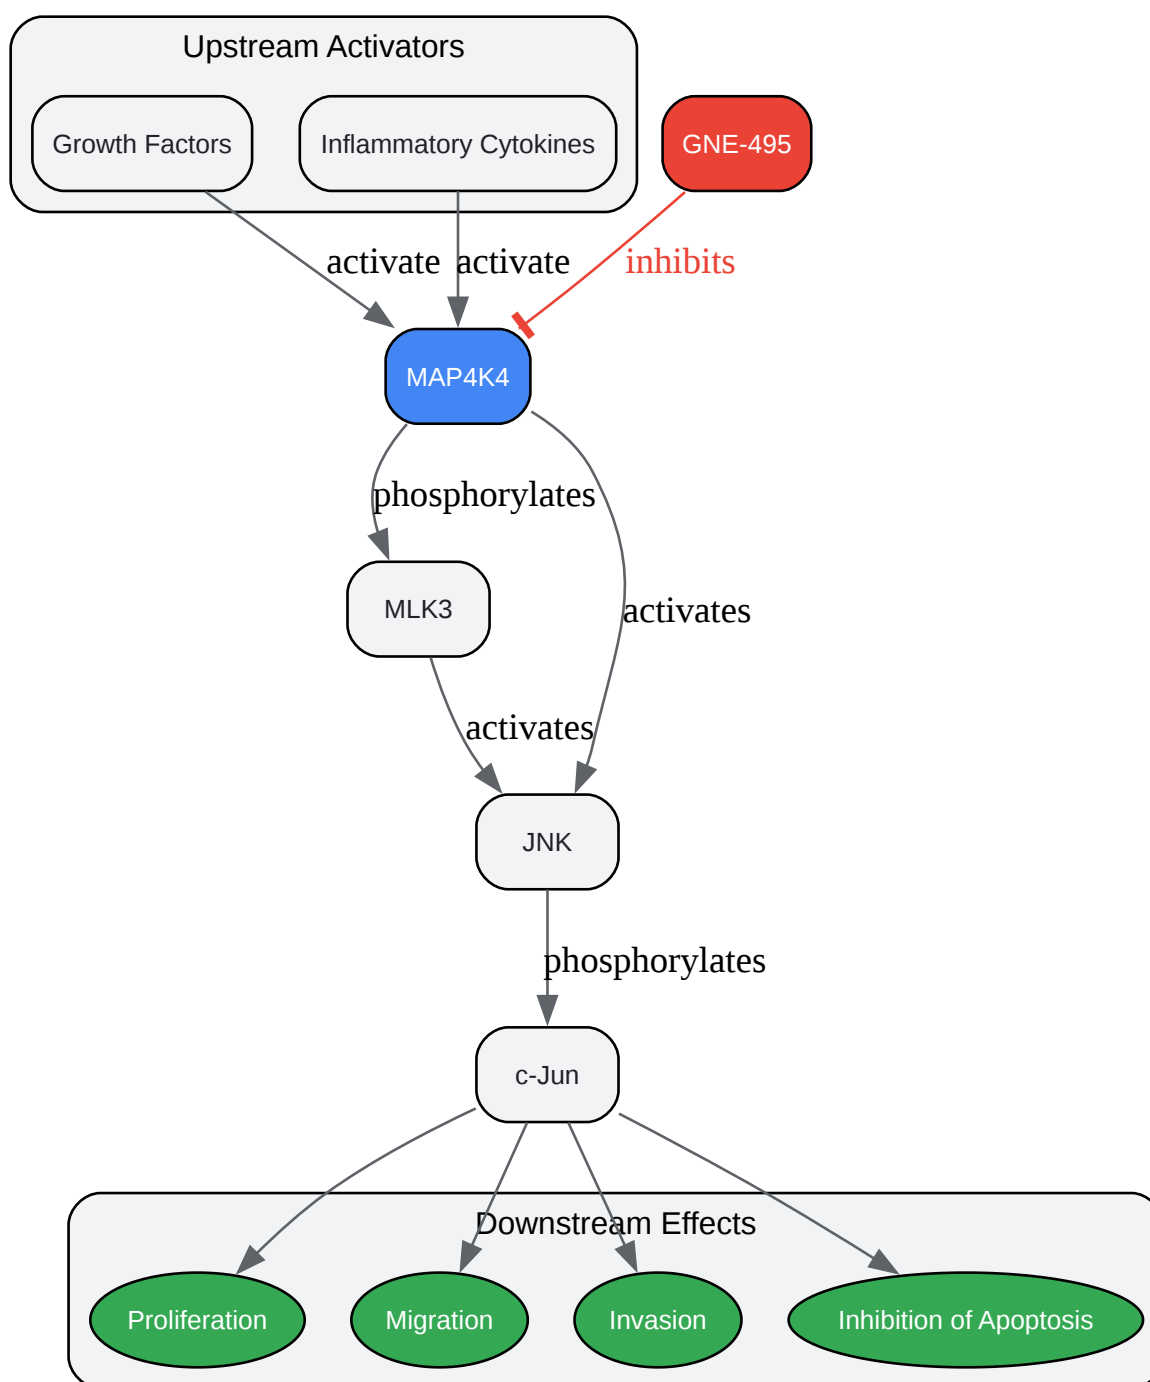 Upstream Activators
Growth Factors
Inflammatory Cytokines
GNE-495
activate
activate
inhibits
MAP4K4
phosphorylates
MLK3
activates
activates
JNK
phosphorylates
c-Jun
Downstream Effects
Proliferation
Migration
Invasion
Inhibition of Apoptosis